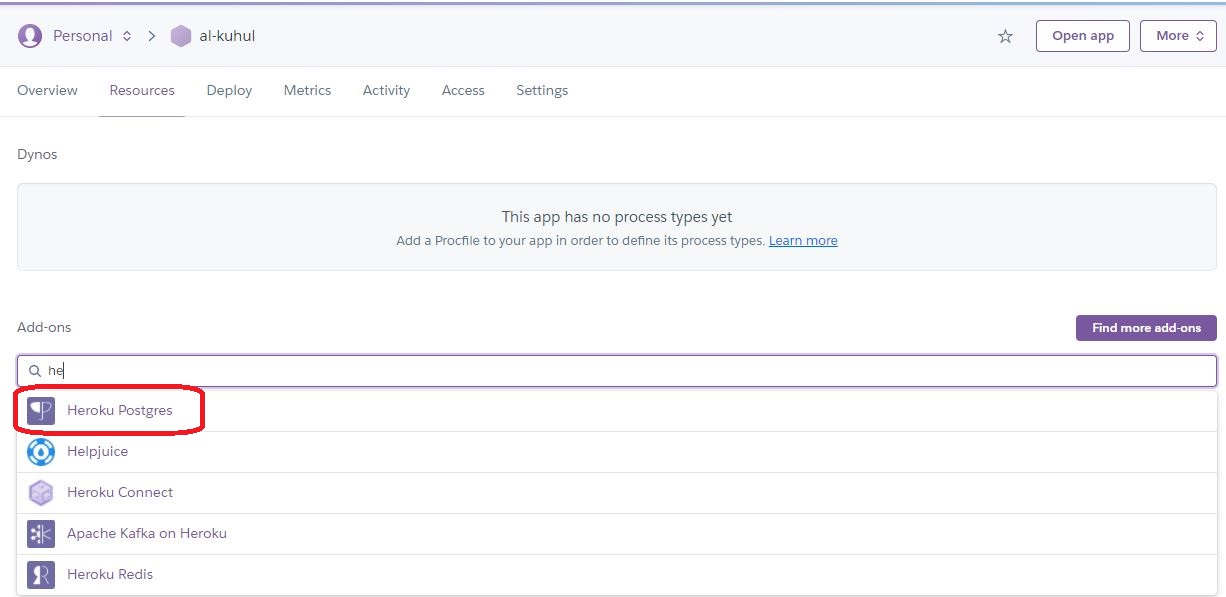 Personal al-kuhul Open app More
Overview Resources Deploy Metrics Activity Access Settings
Dynos
This app has no process types yet
Add a Procfile to your app in order to define its process types. Learn more
Add-ons Find more add-ons
he
Heroku Postgres
Helpjuice
Heroku Connect
Apache Kafka on Heroku
Heroku Redis